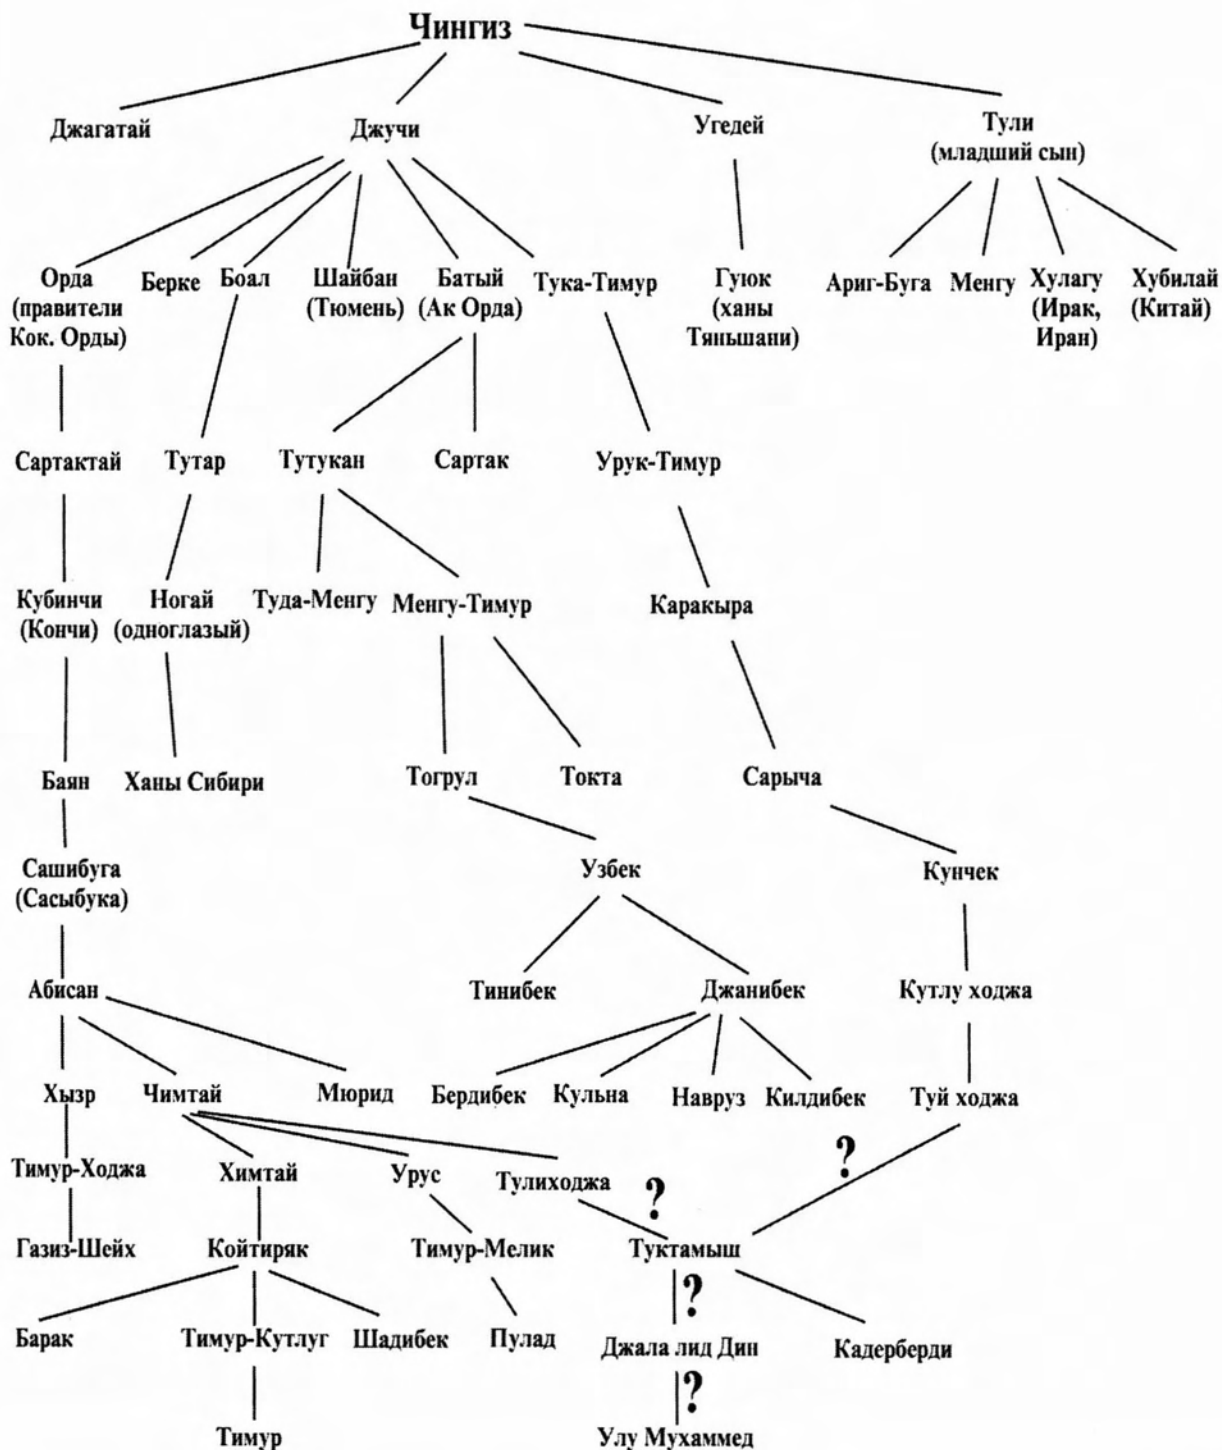 Чингиз
Джагатай
Джучи
Угедей
Тули
(младший сын)
Орда
(правители
Кок. Орды)
Берке
Боал
Шайбан
(Тюмень)
Батый
(Ак Орда)
Тука-Тимур
Гуюк
(ханы
Тяньшани)
Ариг-Буга
Менгу
Хулагу
(Ирак,
Иран)
Хубилай
(Китай)
Сартактай
Тутар
Тутукан
Сартак
Урук-Тимур
Кубинчи
(Кончи)
Ногай
(одноглазый)
Туда-Менгу
Менгу-Тимур
Каракыра
Баян
Ханы Сибири
Тогрул
Токта
Сарыча
Сашибуга
(Сасыбука)
Узбек
Кунчек
Абисан
Тинибек
Джанибек
Кутлу ходжа
Хызр
Чимтай
Мюрид
Бердибек
Кульна
Навруз
Килдибек
Туй ходжа
?
Тимур-Ходжа
Химтай
Урус
Тулиходжа
?
Газиз-Шейх
Койтиряк
Тимур-Мелик
Туктамыш
?
Барак
Тимур-Кутлуг
Шадибек
Пулад
Джала лид Дин
Кадерберди
?
Тимур
Улу Мухаммед